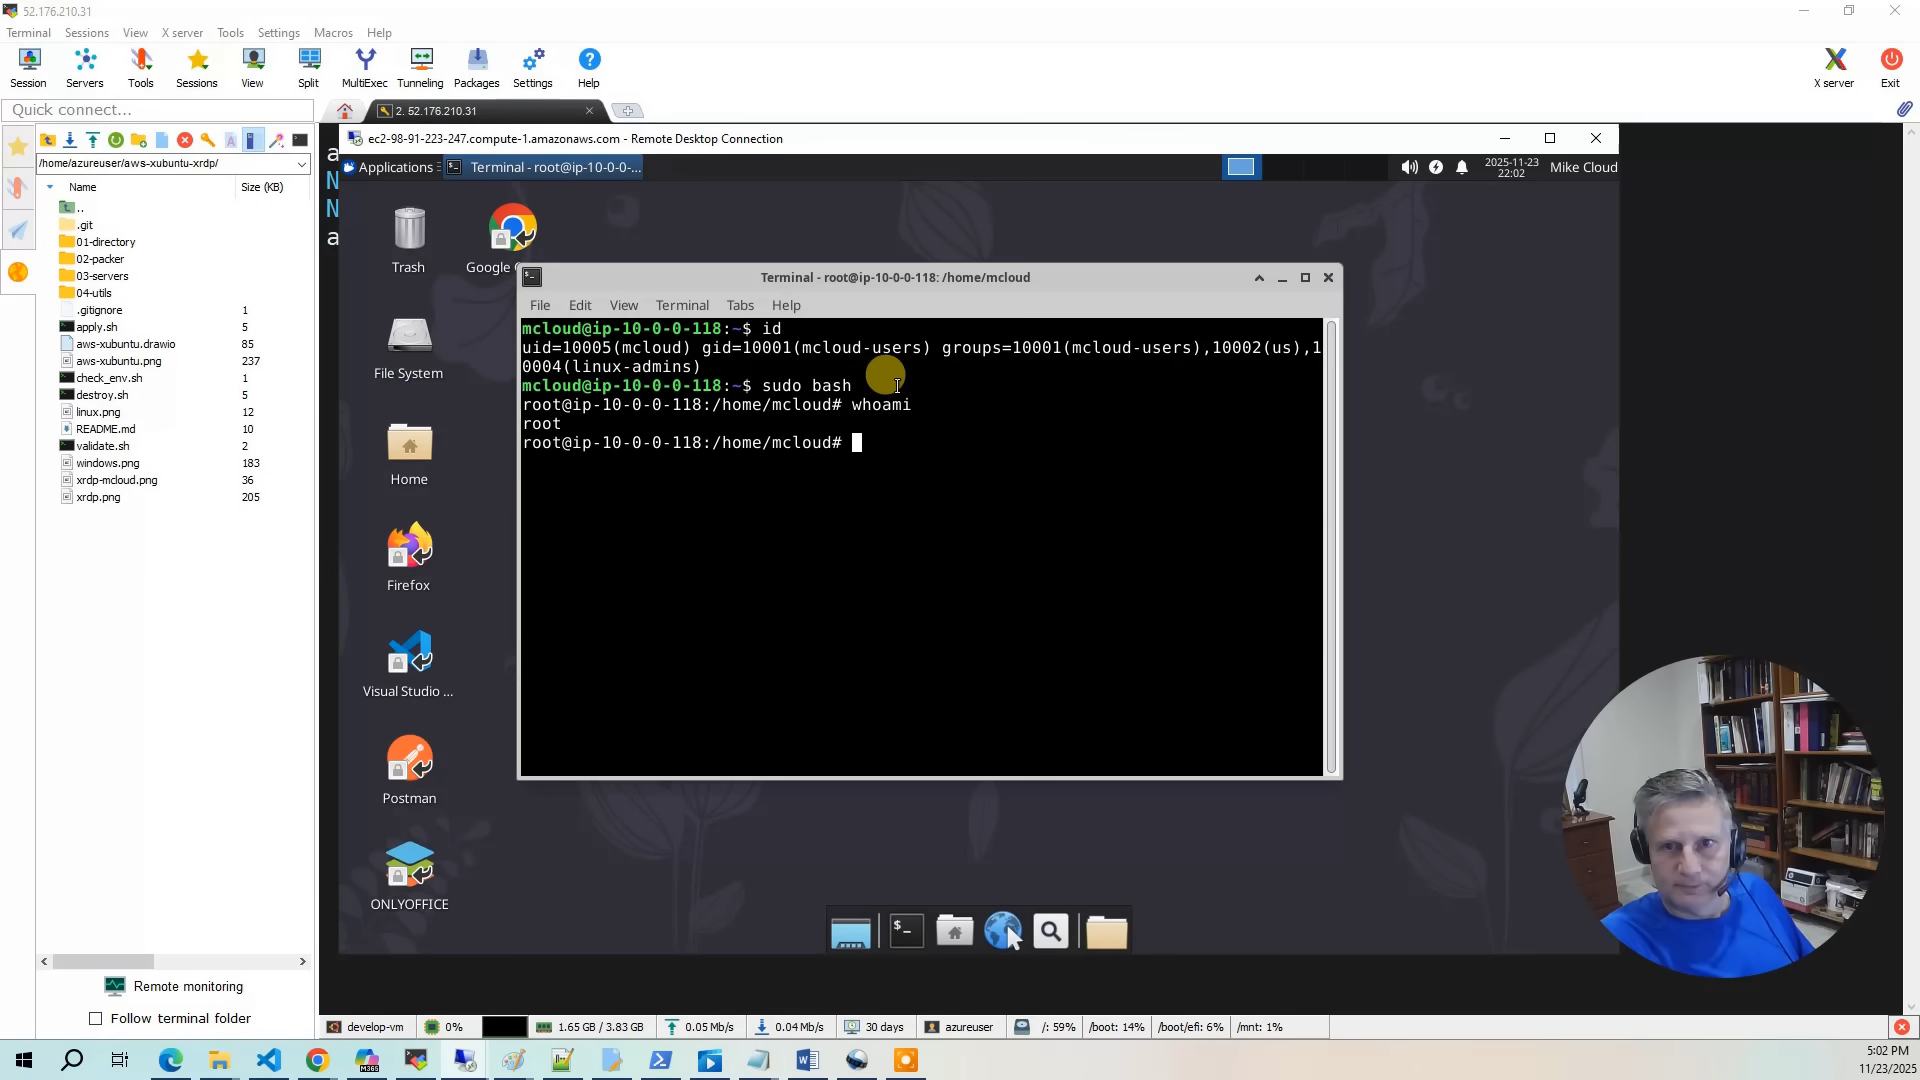 52.176.210.31
Terminal Sessions View X server Tools Settings Macros Help
Session Servers Tools Sessions View Split MultiExec Tunneling Packages Settings Help X server Exit
Quick connect...
2. 52.176.210.31
/home/azureuser/aws-xubuntu-xrdp/
Name Size (KB)
..
.git
01-directory
02-packer
03-servers
04-utils
.gitignore 1
apply.sh 5
aws-xubuntu.drawio 85
aws-xubuntu.png 237
check_env.sh 1
destroy.sh 5
linux.png 12
README.md 10
validate.sh 2
windows.png 183
xrdp-mcloud.png 36
xrdp.png 205
Remote monitoring
Follow terminal folder
a
N
N
a
ec2-98-91-223-247.compute-1.amazonaws.com - Remote Desktop Connection
Applications
Terminal - root@ip-10-0-0-...
2025-11-23
22:02
Mike Cloud
Trash
Google
File System
Home
Firefox
Visual Studio ...
Postman
ONLYOFFICE
Terminal - root@ip-10-0-0-118: /home/mcloud
File Edit View Terminal Tabs Help
mcloud@ip-10-0-0-118:~$ id
uid=10005(mcloud) gid=10001(mcloud-users) groups=10001(mcloud-users),10002(us),1
0004(linux-admins)
mcloud@ip-10-0-0-118:~$ sudo bash
root@ip-10-0-0-118:/home/mcloud# whoami
root
root@ip-10-0-0-118:/home/mcloud#
develop-vm 0% 1.65 GB / 3.83 GB 0.05 Mb/s 0.04 Mb/s 30 days azureuser /: 59% /boot: 14% /boot/efi: 6% /mnt: 1%
M365
5:02 PM
11/23/2025